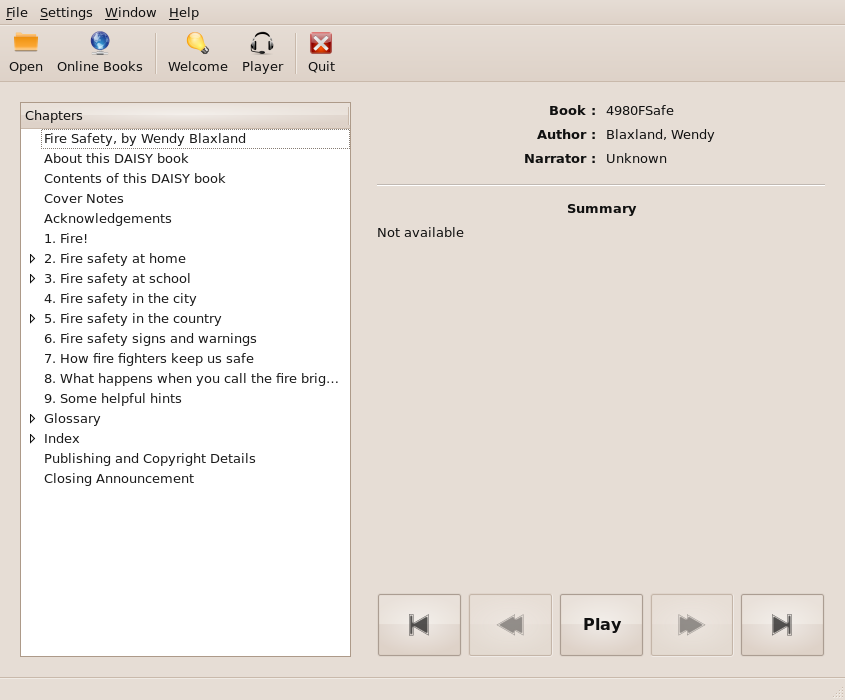 File Settings Window Help
Open Online Books Welcome Player Quit
Chapters
Fire Safety, by Wendy Blaxland
About this DAISY book
Contents of this DAISY book
Cover Notes
Acknowledgements
1. Fire!
2. Fire safety at home
3. Fire safety at school
4. Fire safety in the city
5. Fire safety in the country
6. Fire safety signs and warnings
7. How fire fighters keep us safe
8. What happens when you call the fire brig...
9. Some helpful hints
Glossary
Index
Publishing and Copyright Details
Closing Announcement
Book : 4980FSafe
Author : Blaxland, Wendy
Narrator : Unknown
Summary
Not available
Play